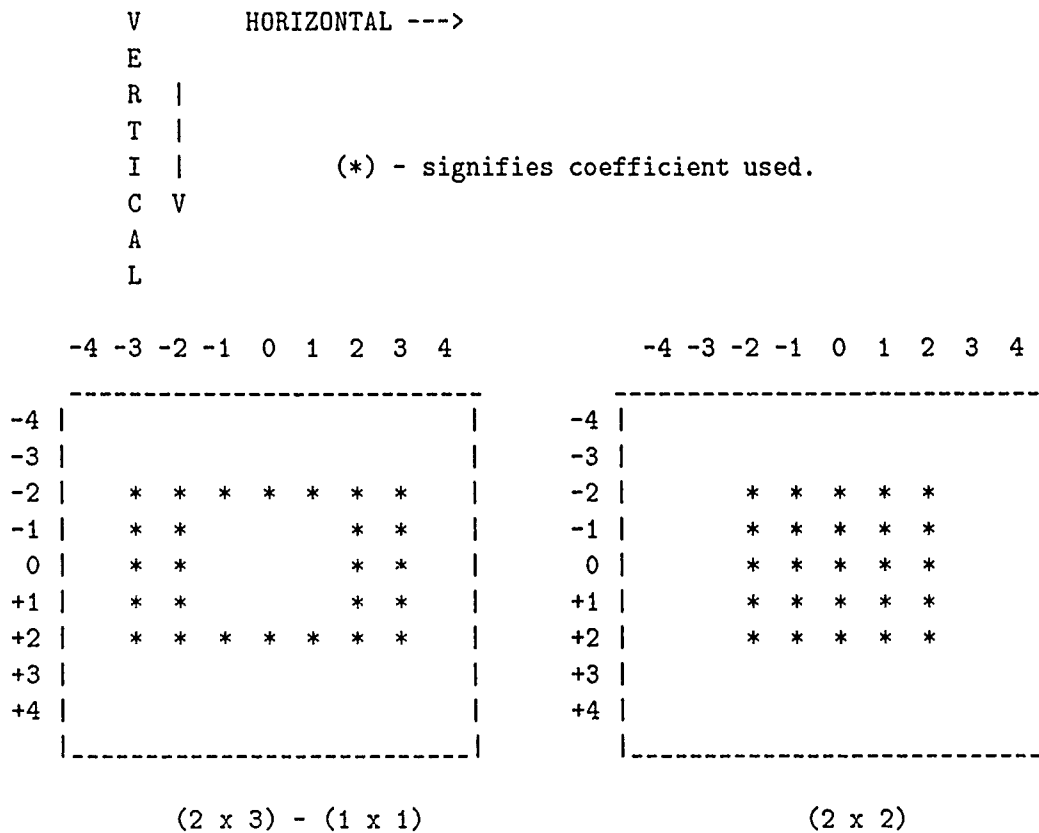 V HORIZONTAL --->
E
R |
T |
I | (*) - signifies coefficient used.
C V
A
L
-4 -3 -2 -1 0 1 2 3 4 -4 -3 -2 -1 0 1 2 3 4
-4 | | -4 |
-3 | | -3 |
-2 | * * * * * * * | -2 | * * * * *
-1 | * * * * | -1 | * * * * *
0 | * * * * | 0 | * * * * *
+1 | * * * * | +1 | * * * * *
+2 | * * * * * * * | +2 | * * * * *
+3 | | +3 |
+4 | | +4 |
(2 x 3) - (1 x 1) (2 x 2)